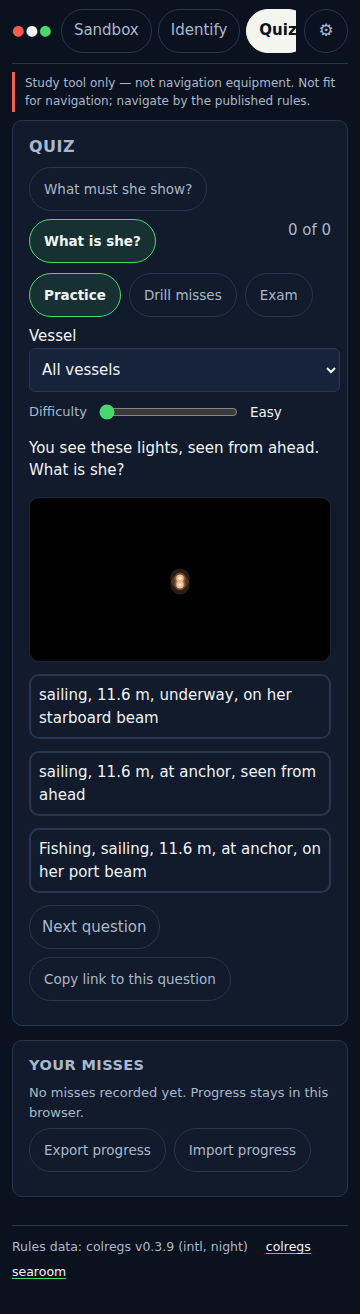 Sandbox
Identify
Quiz
⚙
Study tool only — not navigation equipment. Not fit
for navigation; navigate by the published rules.
QUIZ
What must she show?
What is she?
0 of 0
Practice
Drill misses
Exam
Vessel
All vessels
Difficulty
Easy
You see these lights, seen from ahead.
What is she?
sailing, 11.6 m, underway, on her
starboard beam
sailing, 11.6 m, at anchor, seen from
ahead
Fishing, sailing, 11.6 m, at anchor, on
her port beam
Next question
Copy link to this question
YOUR MISSES
No misses recorded yet. Progress stays in this
browser.
Export progress
Import progress
Rules data: colregs v0.3.9 (intl, night)
colregs
searoom